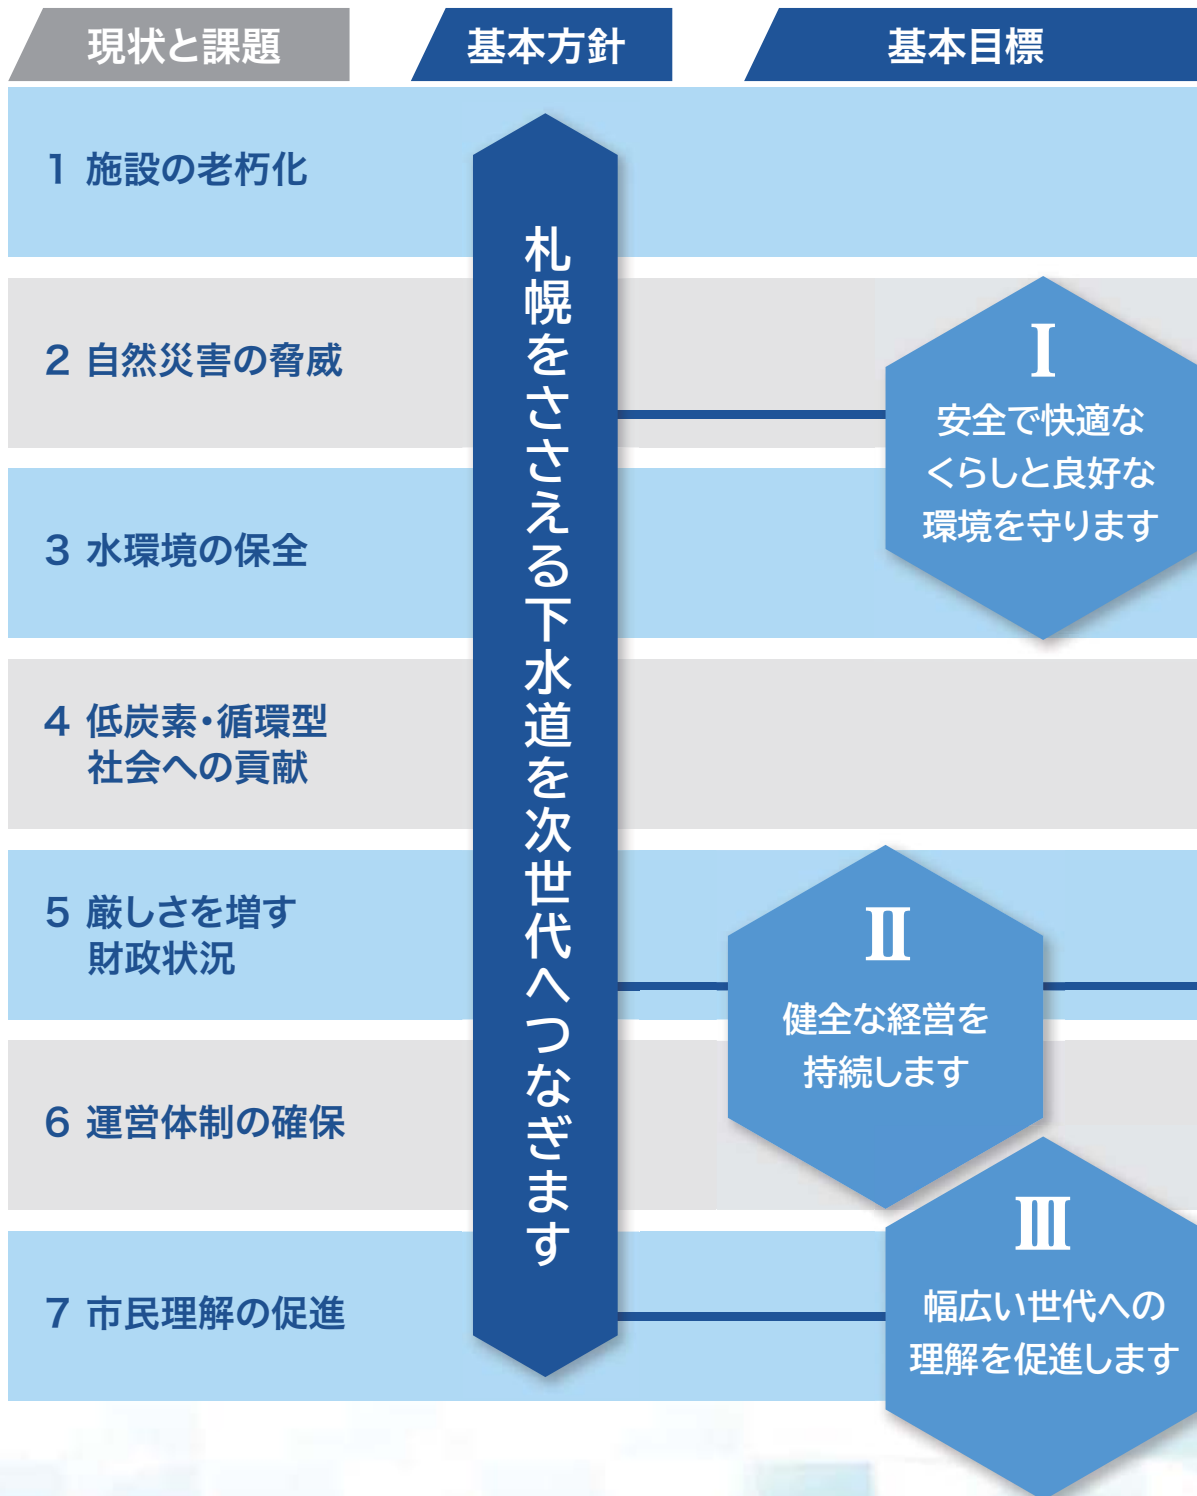 現状と課題
基本方針
基本目標
1 施設の老朽化
2 自然災害の脅威
3 水環境の保全
4 低炭素・循環型
社会への貢献
5 厳しさを増す
財政状況
6 運営体制の確保
7 市民理解の促進
札幌をささえる下水道を次世代へつなぎます
Ⅰ
安全で快適な
くらしと良好な
環境を守ります
Ⅱ
健全な経営を
持続します
Ⅲ
幅広い世代への
理解を促進します